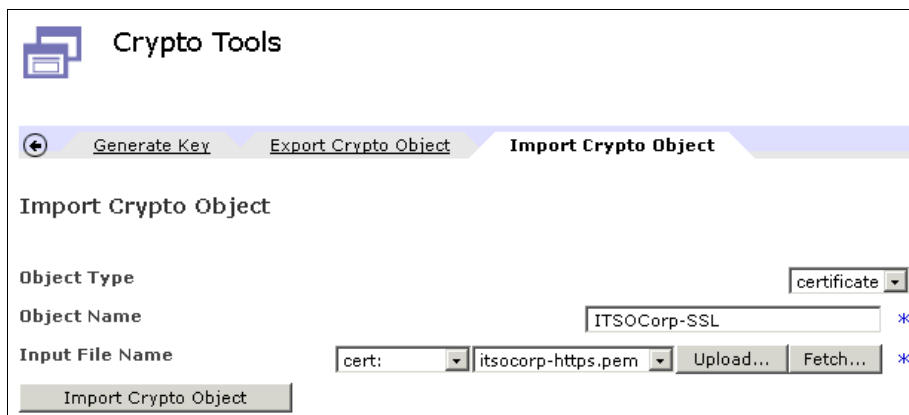 Crypto Tools
Generate Key Export Crypto Object Import Crypto Object
Import Crypto Object
Object Type certificate
Object Name ITSOCorp-SSL *
Input File Name cert: itsocorp-https.pem Upload... Fetch... *
Import Crypto Object